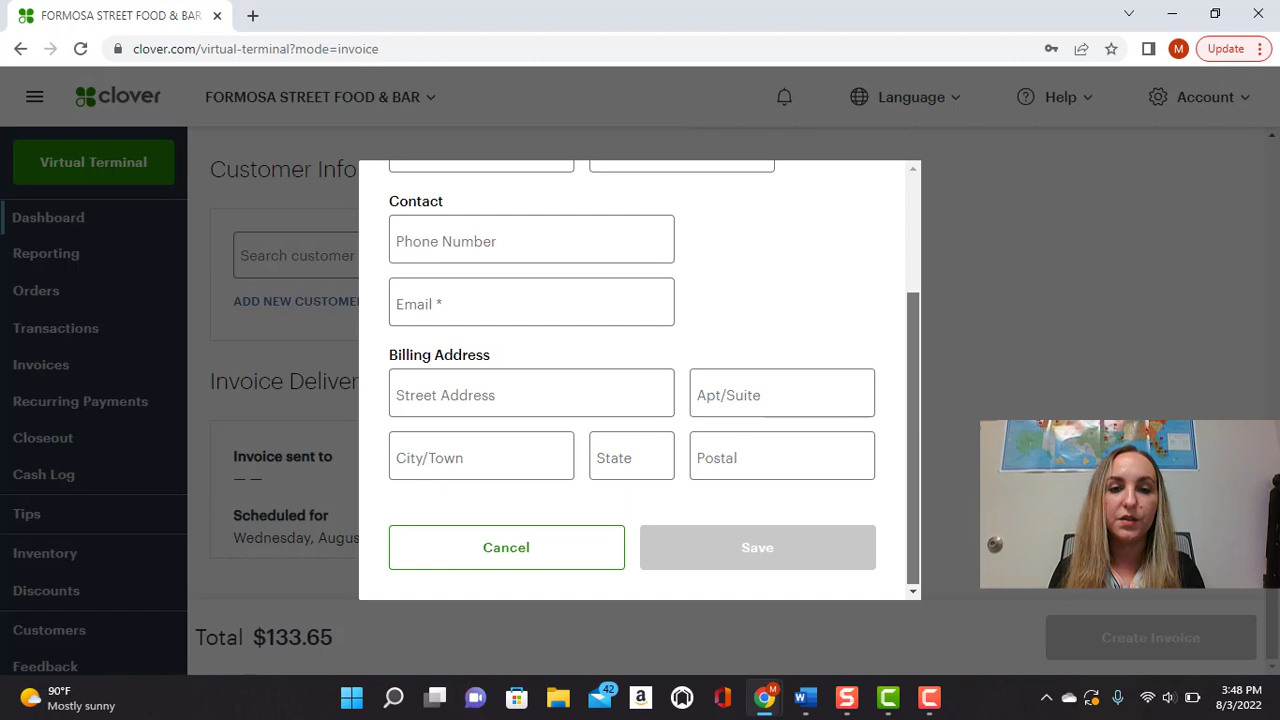 FORMOSA STREET FOOD & BAR
clover.com/virtual-terminal?mode=invoice
M
Update
clover
FORMOSA STREET FOOD & BAR
Language
Help
Account
Virtual Terminal
Dashboard
Reporting
Orders
Transactions
Invoices
Recurring Payments
Closeout
Cash Log
Tips
Inventory
Discounts
Customers
Feedback
Customer Info
Search customer
ADD NEW CUSTOME
Invoice Deliver
Invoice sent to
— —
Scheduled for
Wednesday, Augus
Contact
Phone Number
Email *
Billing Address
Street Address
Apt/Suite
City/Town
State
Postal
Cancel
Save
Total $133.65
Create Invoice
90°F
Mostly sunny
42
M
3:48 PM
8/3/2022